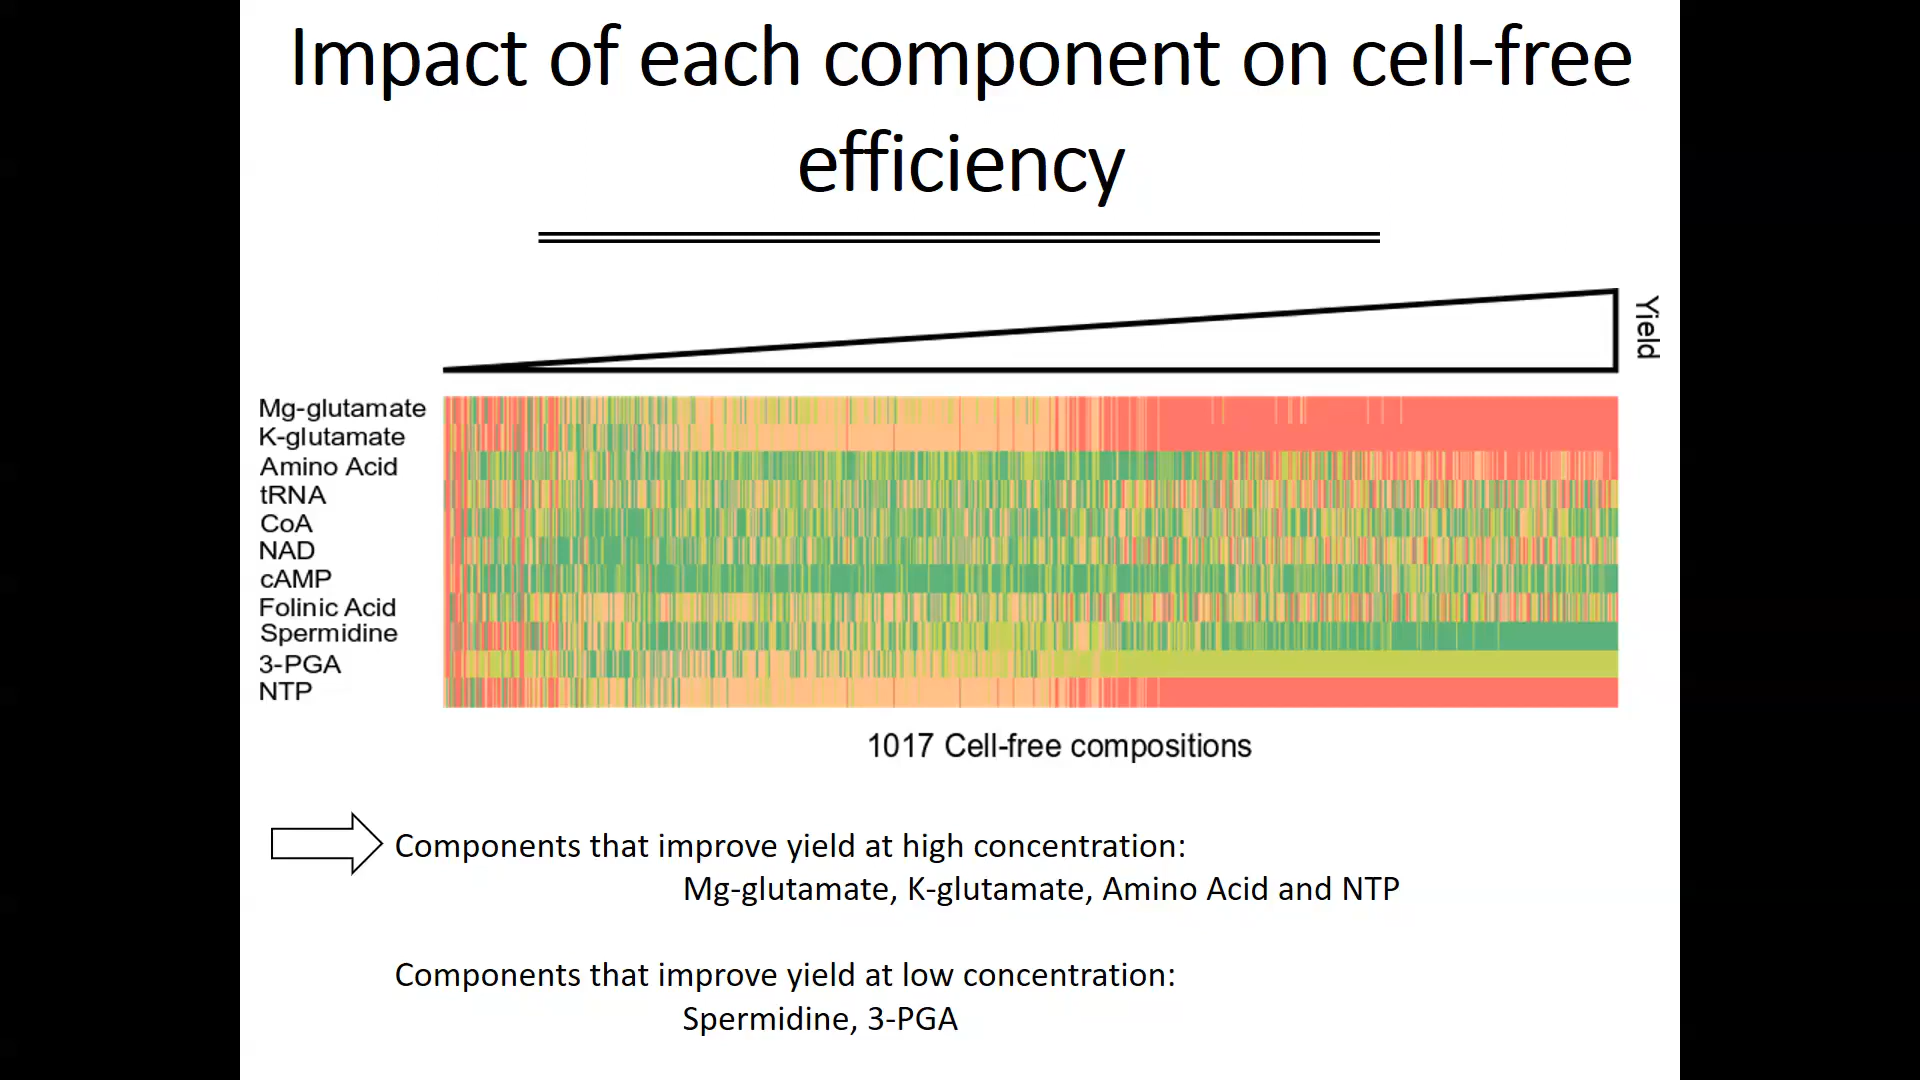 Impact of each component on cell-free
efficiency
Yield
Mg-glutamate
K-glutamate
Amino Acid
tRNA
CoA
NAD
cAMP
Folinic Acid
Spermidine
3-PGA
NTP
1017 Cell-free compositions
Components that improve yield at high concentration:
Mg-glutamate, K-glutamate, Amino Acid and NTP
Components that improve yield at low concentration:
Spermidine, 3-PGA